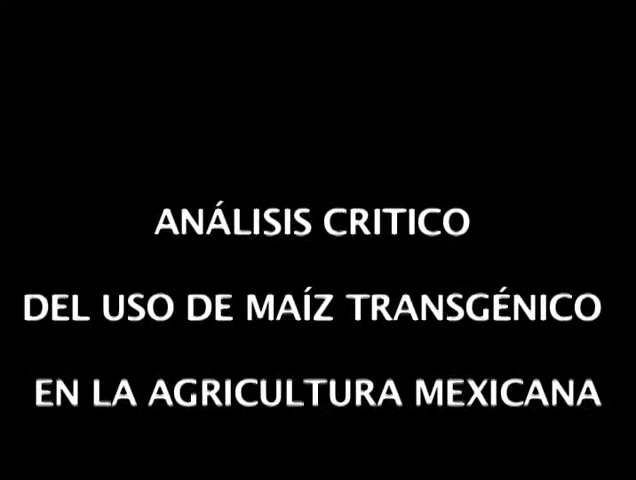 ANÁLISIS CRITICO
DEL USO DE MAÍZ TRANSGÉNICO
EN LA AGRICULTURA MEXICANA